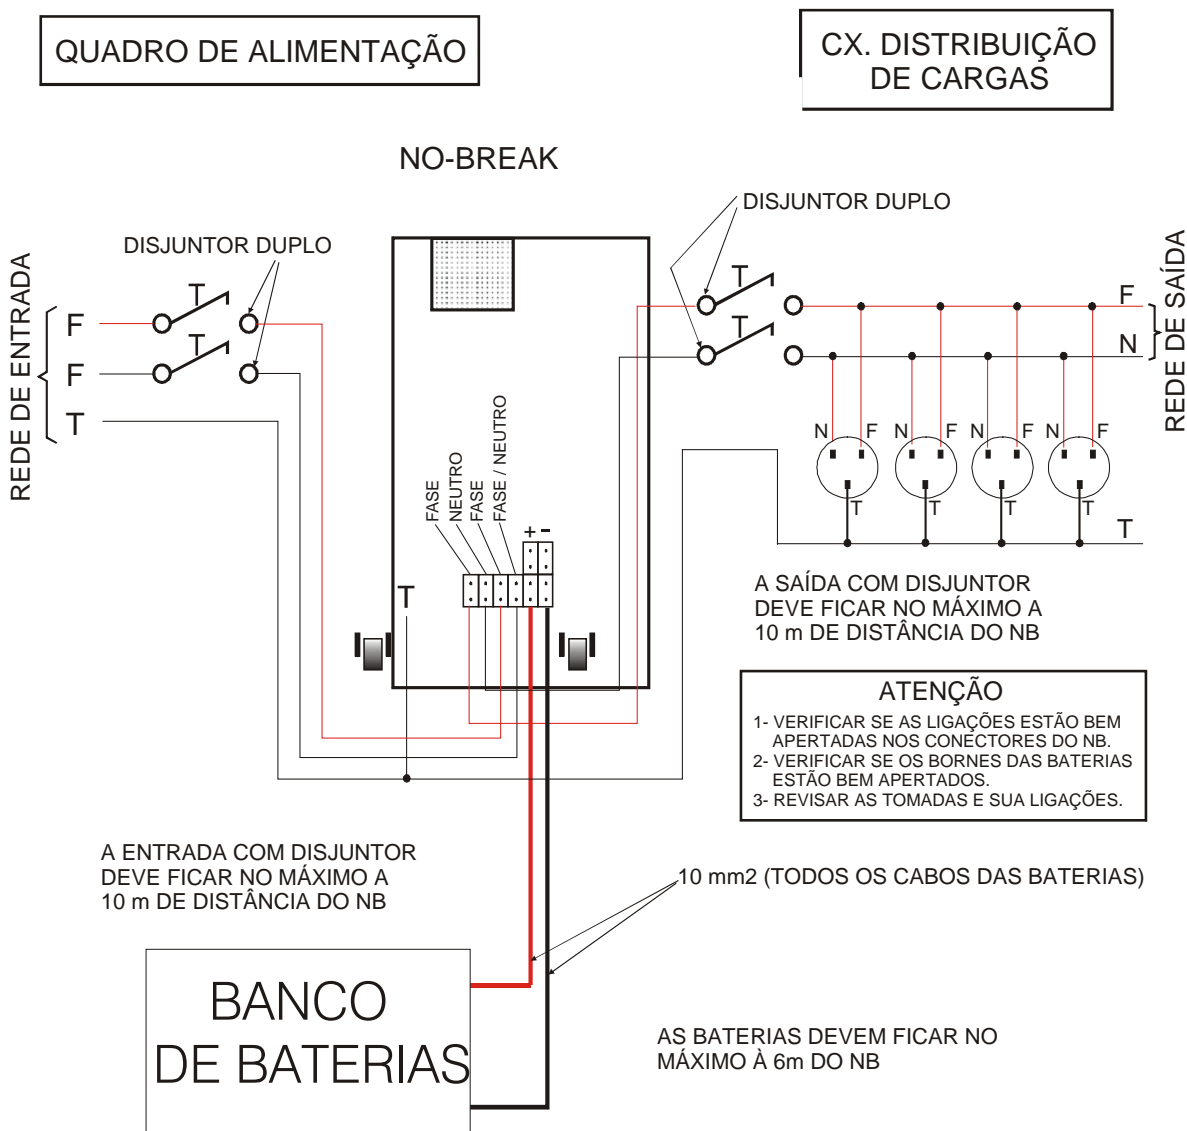 QUADRO DE ALIMENTAÇÃO
CX. DISTRIBUIÇÃO
DE CARGAS
NO-BREAK
DISJUNTOR DUPLO
DISJUNTOR DUPLO
REDE DE ENTRADA
F
F
T
T
T
T
T
F
N
REDE DE SAÍDA
N F N F N F N F
T T T T
T
FASE
NEUTRO
FASE
FASE / NEUTRO
+ -
T
A SAÍDA COM DISJUNTOR
DEVE FICAR NO MÁXIMO A
10 m DE DISTÂNCIA DO NB
ATENÇÃO
1- VERIFICAR SE AS LIGAÇÕES ESTÃO BEM
APERTADAS NOS CONECTORES DO NB.
2- VERIFICAR SE OS BORNES DAS BATERIAS
ESTÃO BEM APERTADOS.
3- REVISAR AS TOMADAS E SUA LIGAÇÕES.
A ENTRADA COM DISJUNTOR
DEVE FICAR NO MÁXIMO A
10 m DE DISTÂNCIA DO NB
10 mm2 (TODOS OS CABOS DAS BATERIAS)
BANCO
DE BATERIAS
AS BATERIAS DEVEM FICAR NO
MÁXIMO À 6m DO NB